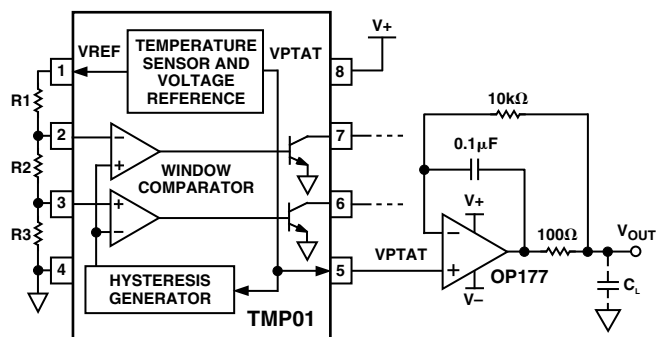 V+
TEMPERATURE
SENSOR AND
VOLTAGE
REFERENCE
VREF
VPTAT
1
8
R1
10kΩ
2
7
0.1μF
R2
WINDOW
COMPARATOR
3
6
V+
R3
100Ω
VOUT
4
HYSTERESIS
GENERATOR
5
VPTAT
OP177
V–
CL
TMP01
–
+
+
–
–
+